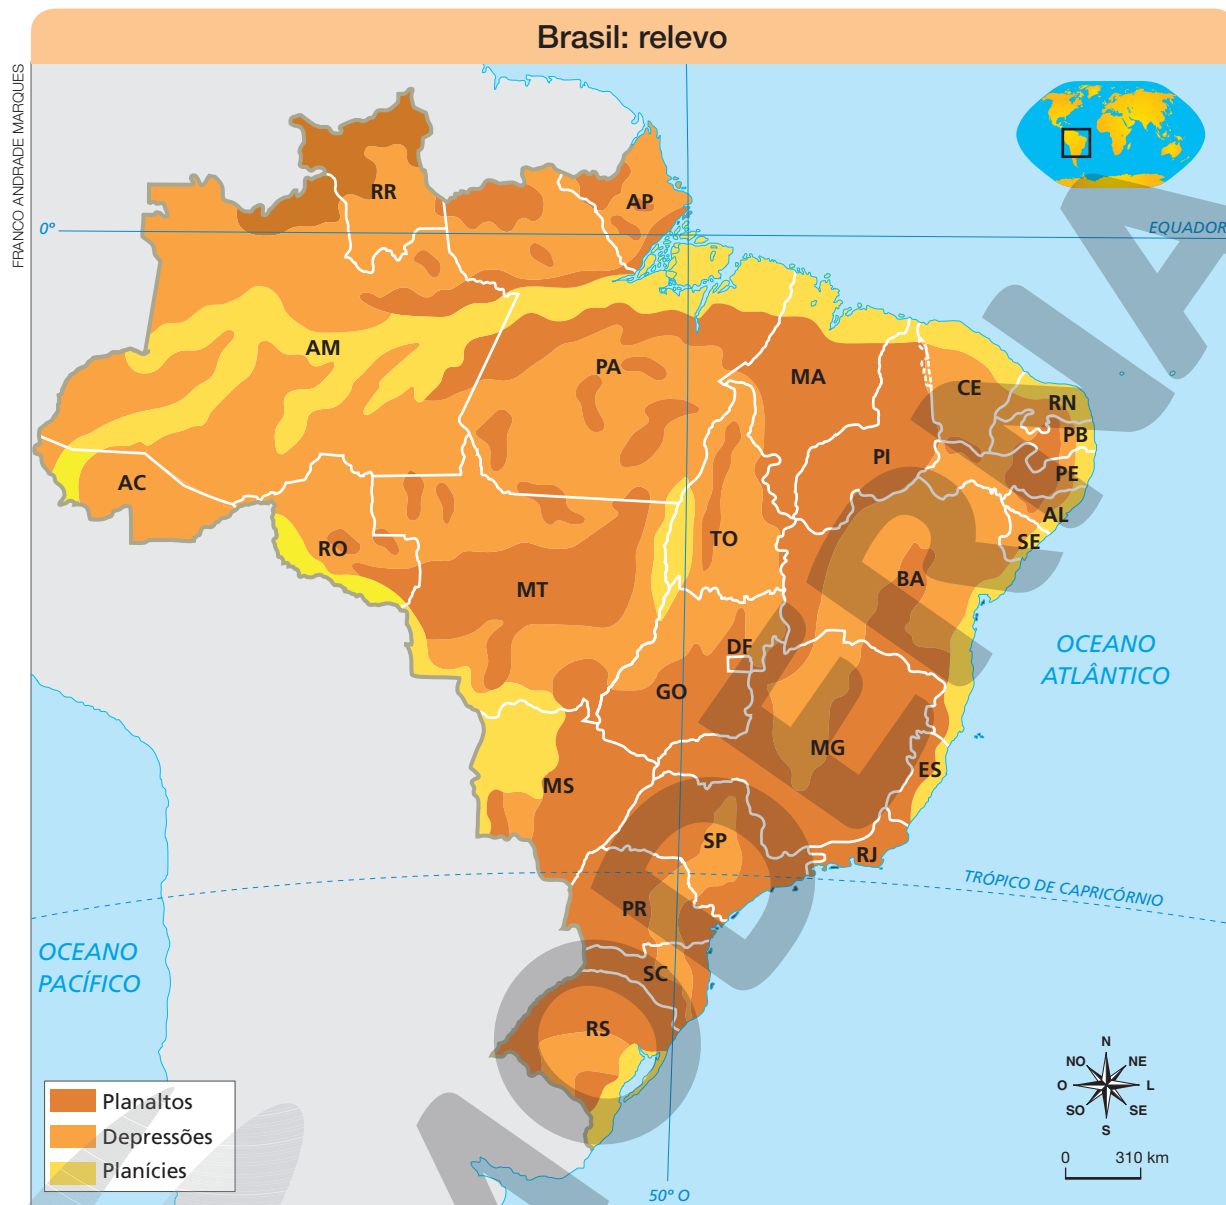 Brasil: relevo
FRANCO ANDRADE MARQUES
RR
AP
0°
EQUADOR
AM
PA
MA
CE
RN
PB
PI
PE
AC
AL
TO
SE
RO
BA
MT
DF
OCEANO
ATLÂNTICO
GO
MG
ES
MS
SP
RJ
TRÓPICO DE CAPRICÓRNIO
PR
OCEANO
PACÍFICO
SC
RS
N
NO NE
O L
SO SE
S
Planaltos
Depressões
Planícies
0 310 km
50° O